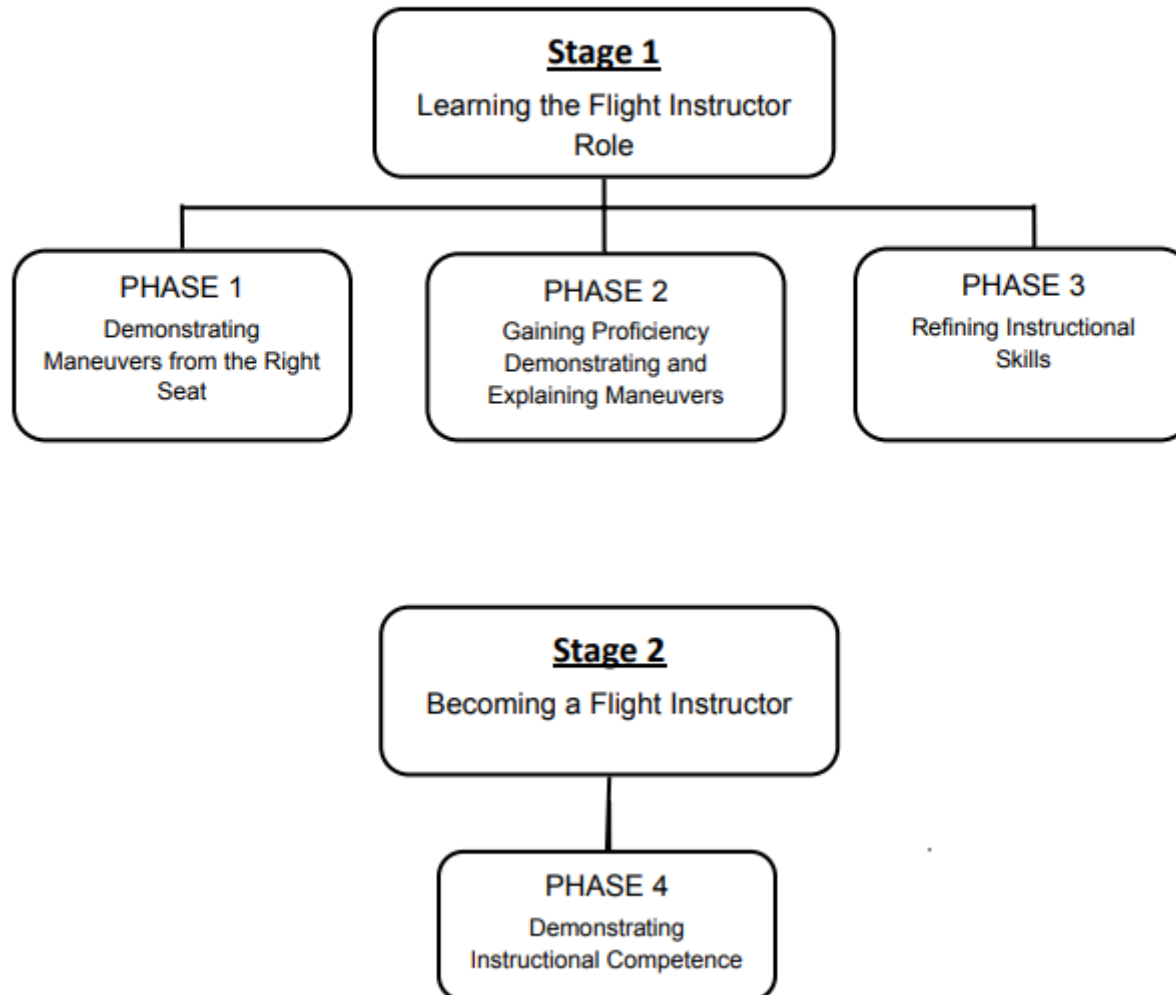 Stage 1
Learning the Flight Instructor
Role
PHASE 1
Demonstrating
Maneuvers from the Right
Seat
PHASE 2
Gaining Proficiency
Demonstrating and
Explaining Maneuvers
PHASE 3
Refining Instructional
Skills
Stage 2
Becoming a Flight Instructor
PHASE 4
Demonstrating
Instructional Competence